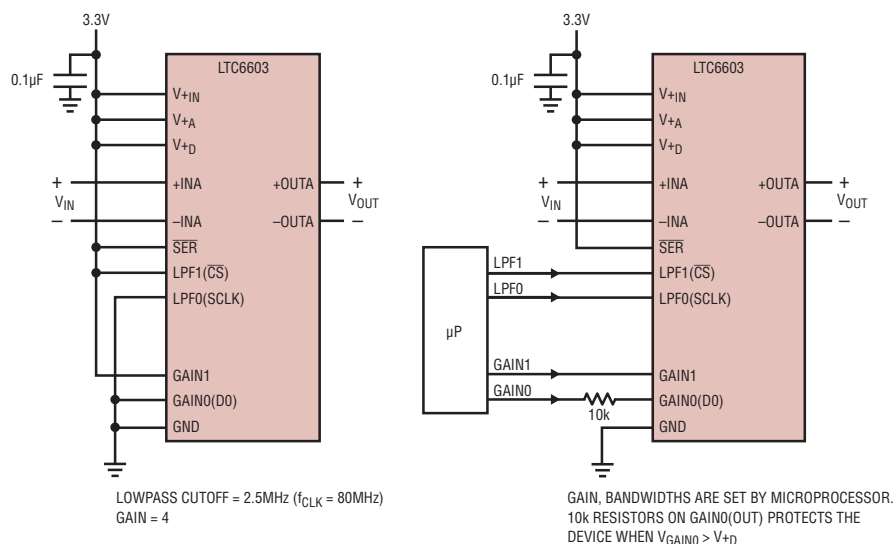 3.3V
0.1µF
LTC6603
V+IN
V+A
V+D
+INA
–INA
SER
LPF1(CS)
LPF0(SCLK)
GAIN1
GAIN0(D0)
GND
+OUTA
–OUTA
+
VIN
–
+
VOUT
–
LOWPASS CUTOFF = 2.5MHz (fCLK = 80MHz)
GAIN = 4
3.3V
0.1µF
LTC6603
V+IN
V+A
V+D
+INA
–INA
SER
LPF1(CS)
LPF0(SCLK)
GAIN1
GAIN0(D0)
GND
+OUTA
–OUTA
+
VIN
–
+
VOUT
–
µP
LPF1
LPF0
GAIN1
GAIN0
10k
GAIN, BANDWIDTHS ARE SET BY MICROPROCESSOR.
10k RESISTORS ON GAIN0(OUT) PROTECTS THE
DEVICE WHEN VGAIN0 > V+D